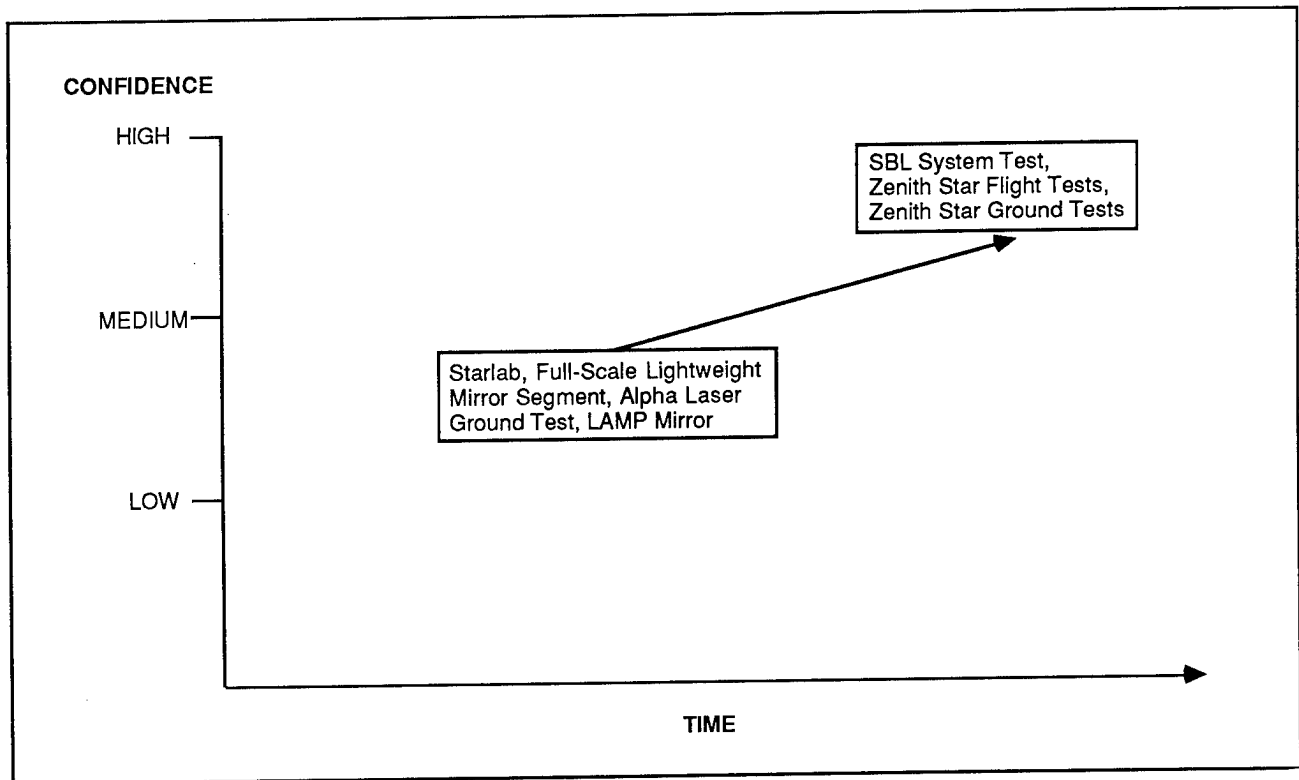 CONFIDENCE
HIGH
SBL System Test,
Zenith Star Flight Tests,
Zenith Star Ground Tests
MEDIUM
Starlab, Full-Scale Lightweight
Mirror Segment, Alpha Laser
Ground Test, LAMP Mirror
LOW
TIME